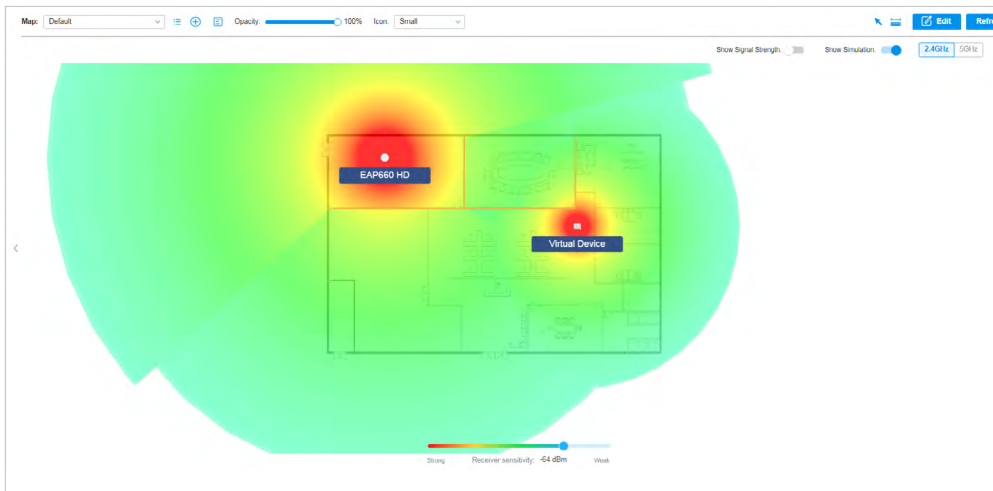 Map: Default Opacity: 100% Icon: Small Edit Refre
Show Signal Strength: Show Simulation: 2.4GHz 5GHz
EAP660 HD
Virtual Device
Strong Receiver sensitivity: -64 dBm Weak